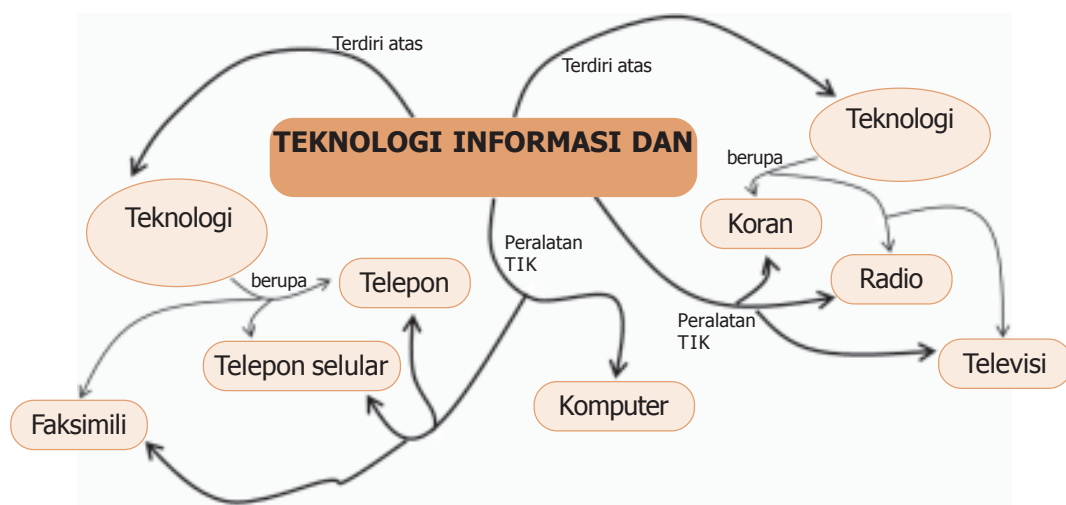 Terdiri atas
Terdiri atas
TEKNOLOGI INFORMASI DAN
Teknologi
Teknologi
berupa
Koran
Radio
Televisi
Peralatan
TIK
Peralatan
TIK
berupa
Telepon
Telepon selular
Faksimili
Komputer